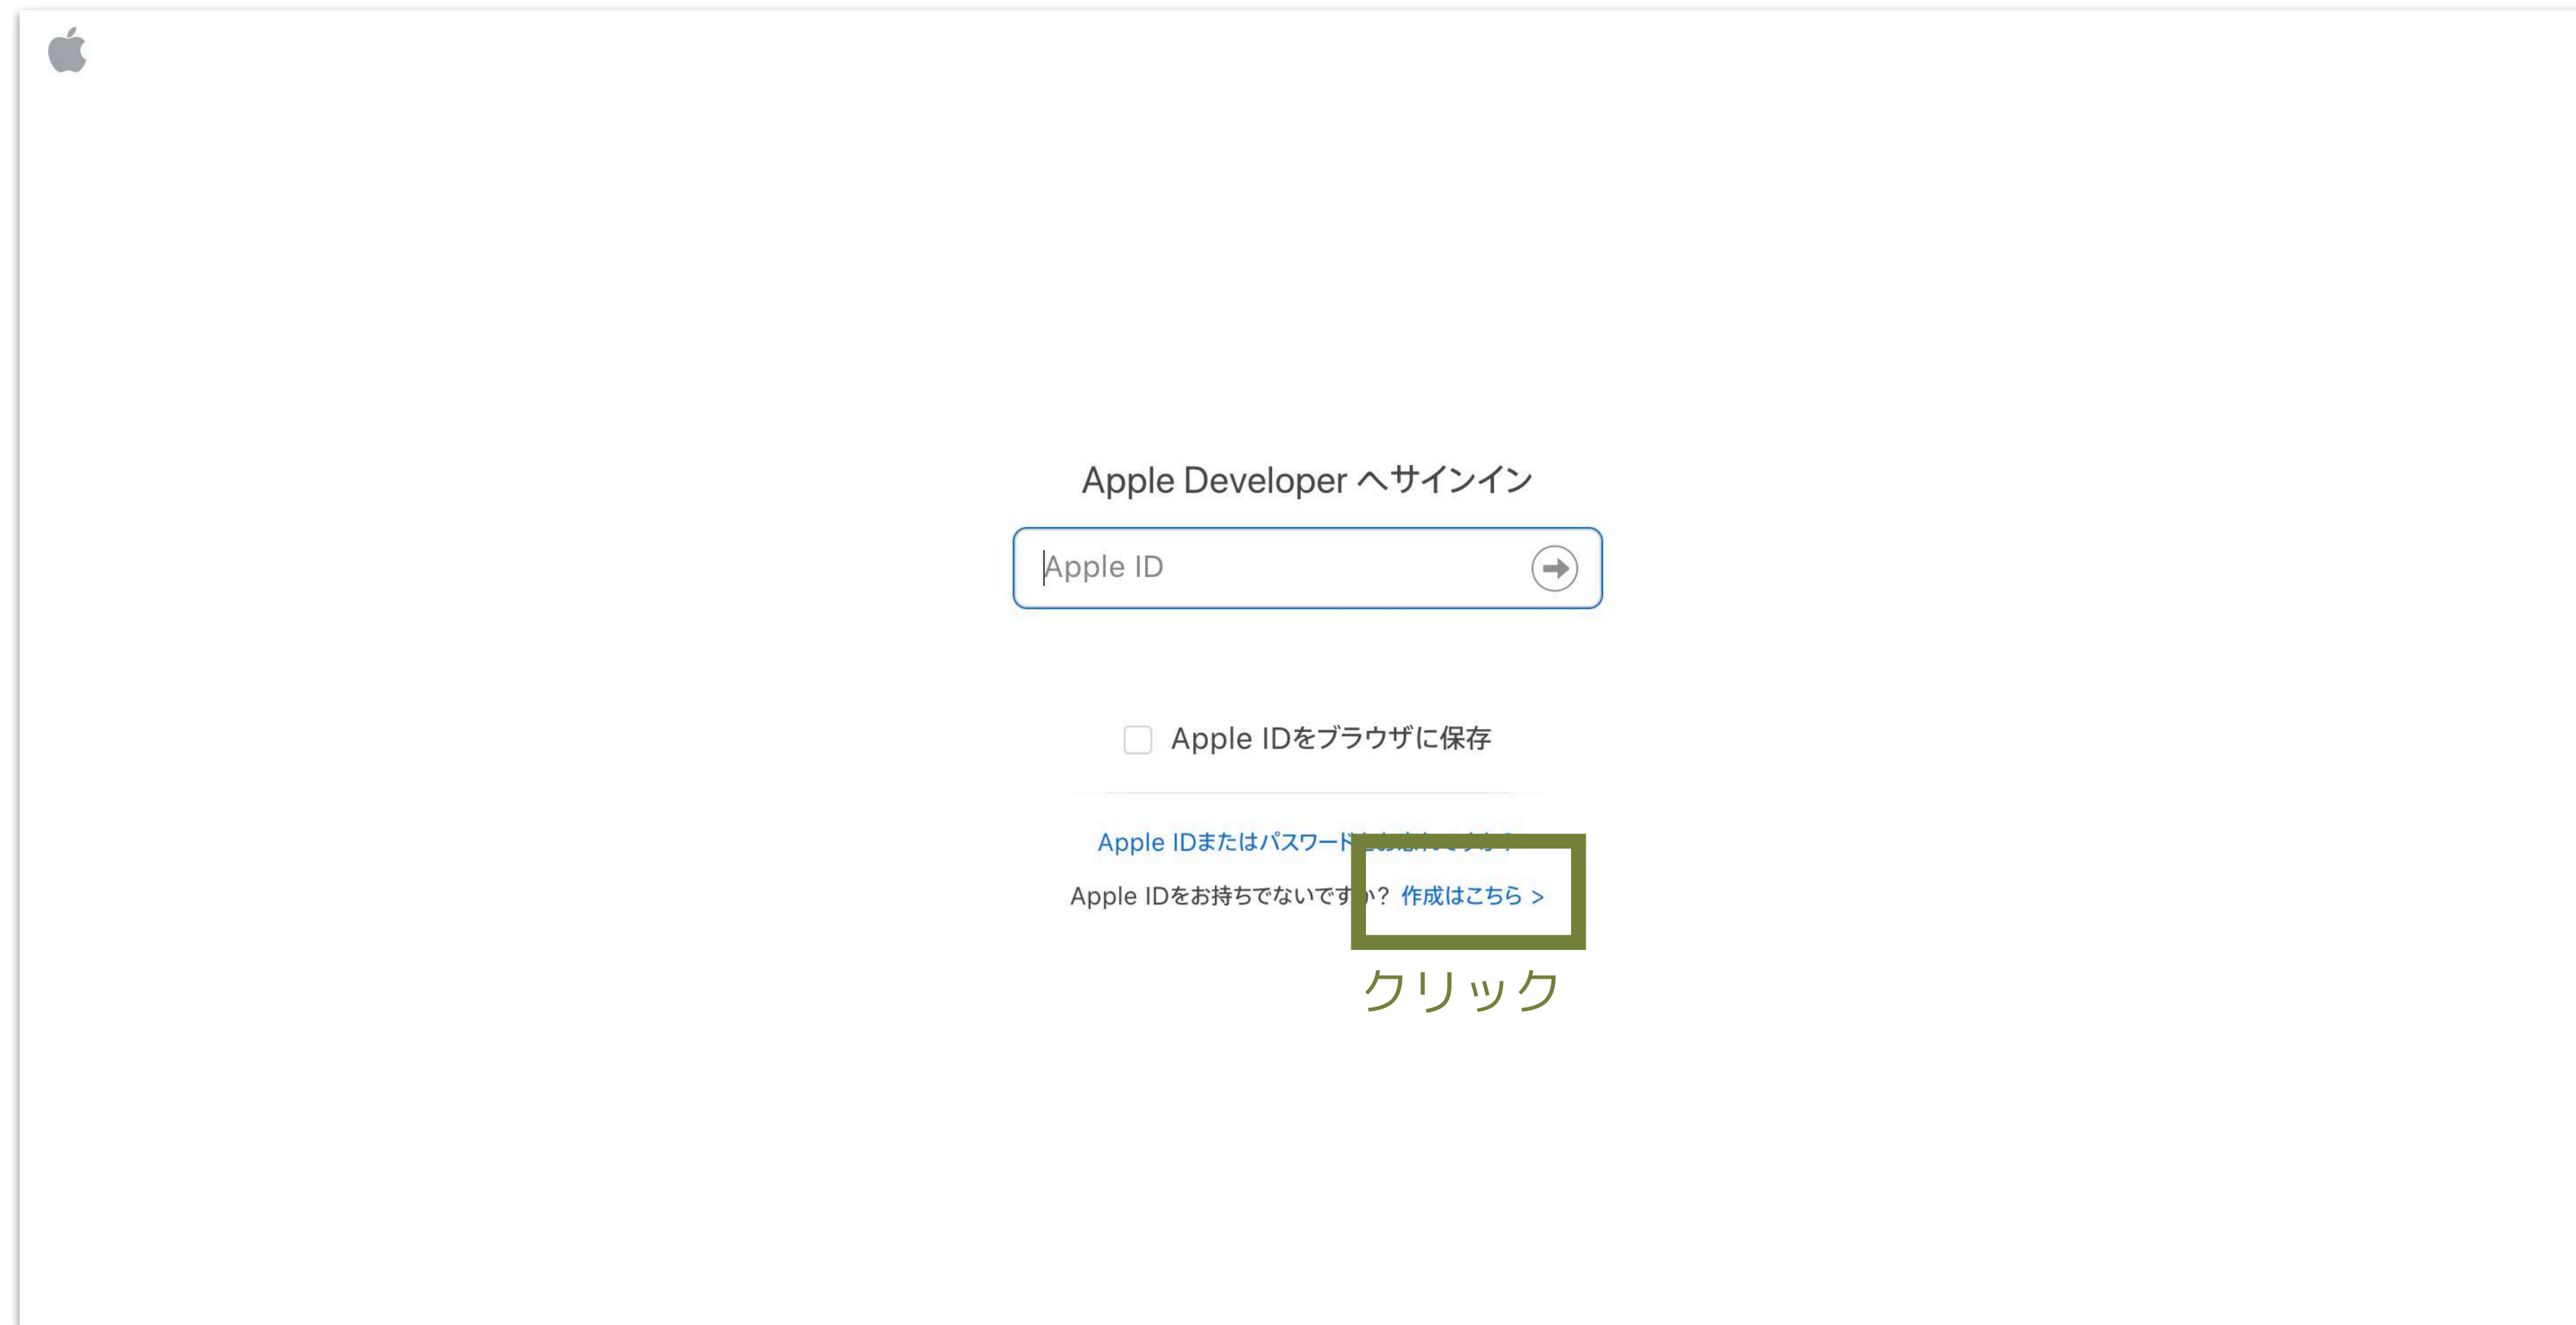 Apple Developer へサインイン
Apple ID
Apple IDをブラウザに保存
Apple IDまたはパスワード
Apple IDをお持ちでないですか? 作成はこちら >
クリック